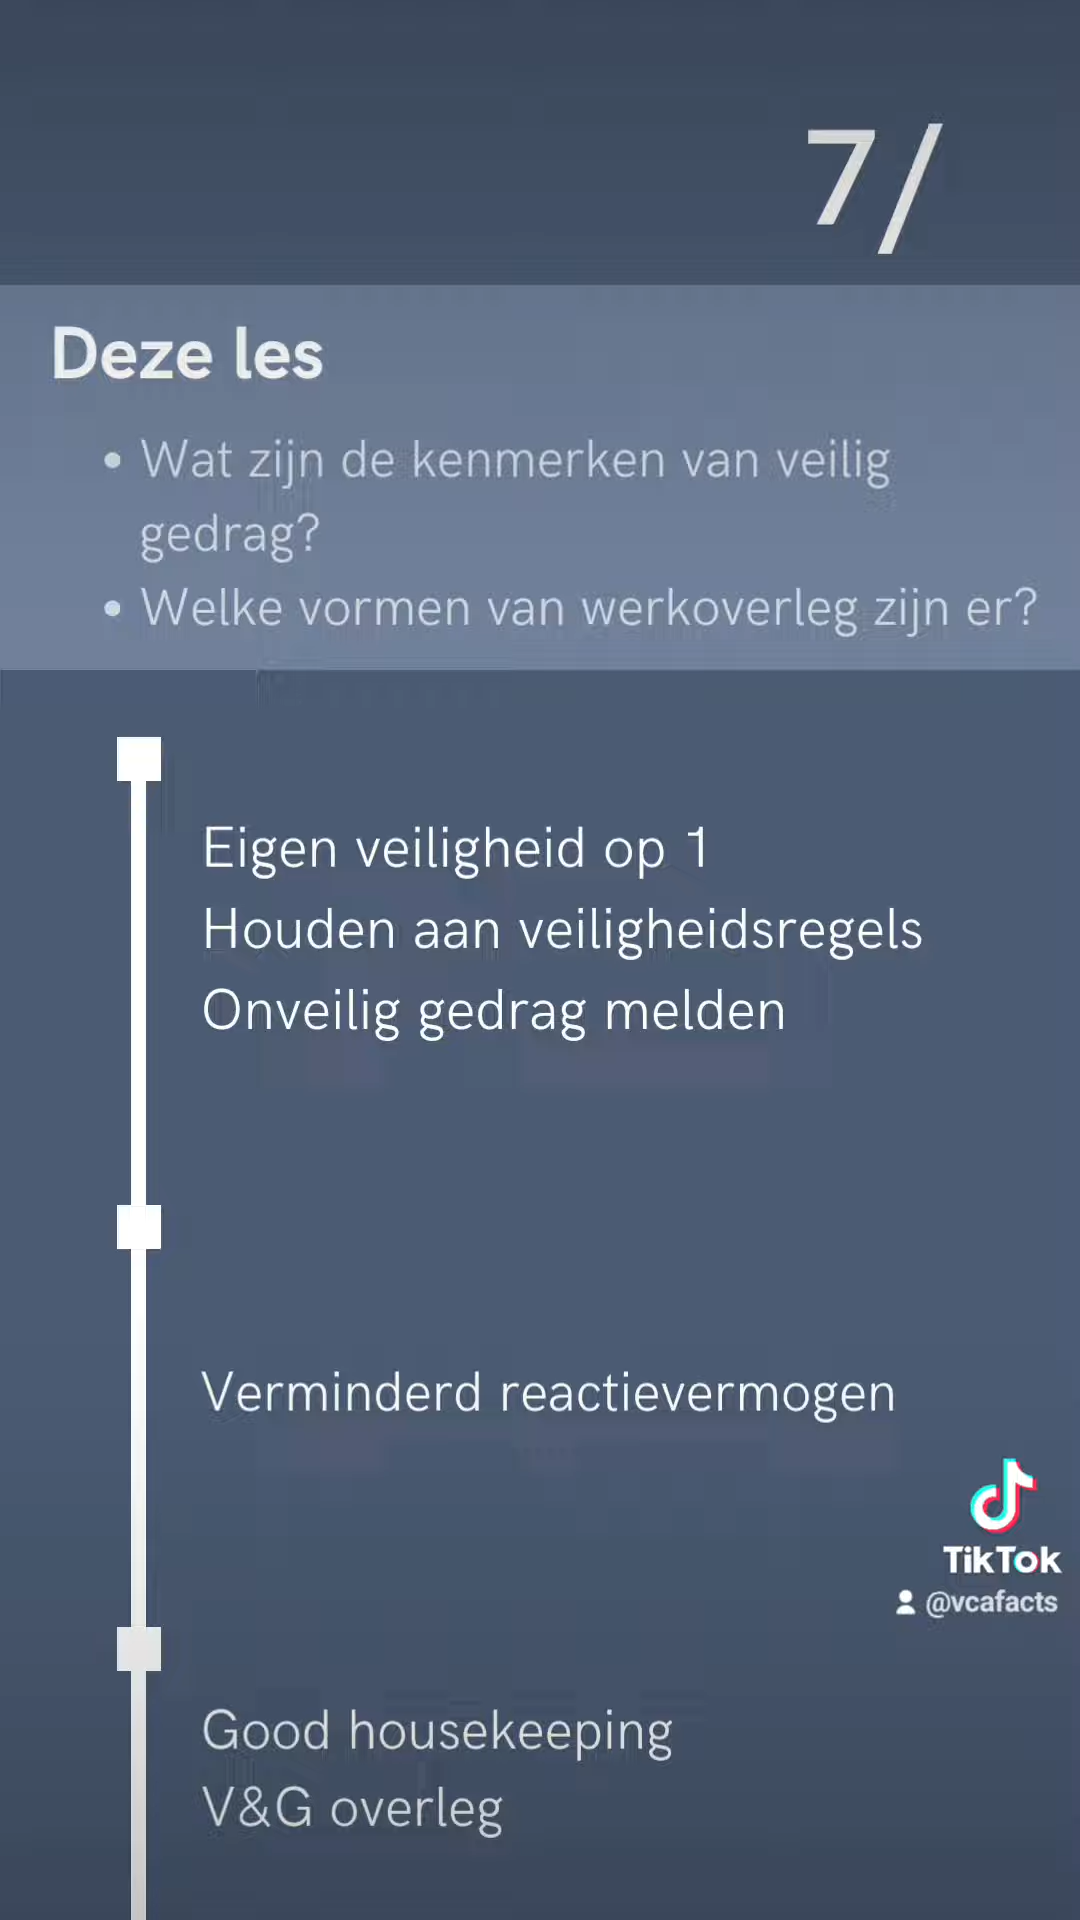 7/
Deze les
• Wat zijn de kenmerken van veilig
gedrag?
• Welke vormen van werkoverleg zijn er?
Eigen veiligheid op 1
Houden aan veiligheidsregels
Onveilig gedrag melden
Verminderd reactievermogen
TikTok
@vcafacts
Good housekeeping
V&G overleg